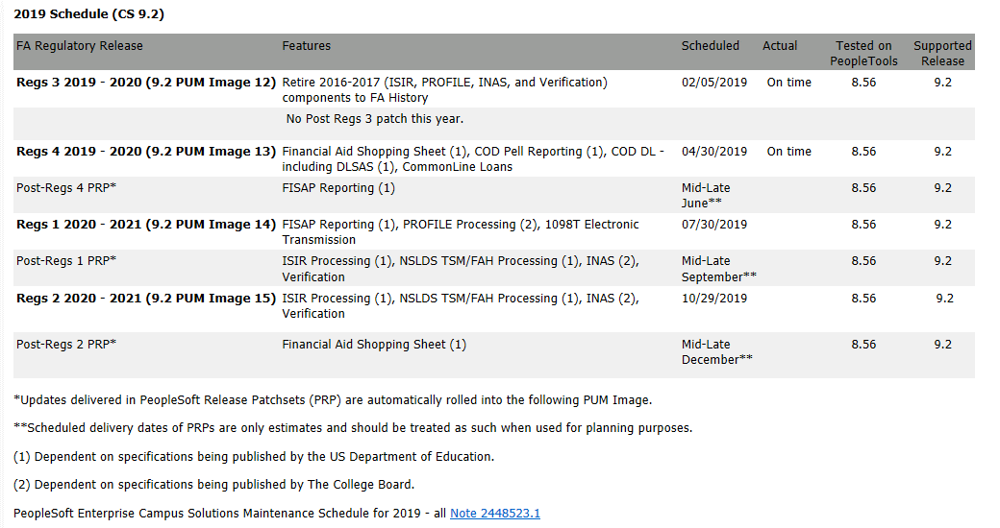 2019 Schedule (CS 9.2)
FA Regulatory Release Features Scheduled Actual Tested on PeopleTools Supported Release
Regs 3 2019 - 2020 (9.2 PUM Image 12) Retire 2016-2017 (ISIR, PROFILE, INAS, and Verification) 02/05/2019 On time 8.56 9.2
components to FA History
No Post Regs 3 patch this year.
Regs 4 2019 - 2020 (9.2 PUM Image 13) Financial Aid Shopping Sheet (1), COD Pell Reporting (1), COD DL - 04/30/2019 On time 8.56 9.2
including DLSAS (1), CommonLine Loans
Post-Regs 4 PRP* FISAP Reporting (1) Mid-Late 8.56 9.2
June**
Regs 1 2020 - 2021 (9.2 PUM Image 14) FISAP Reporting (1), PROFILE Processing (2), 1098T Electronic 07/30/2019 8.56 9.2
Transmission
Post-Regs 1 PRP* ISIR Processing (1), NSLDS TSM/FAH Processing (1), INAS (2), Mid-Late 8.56 9.2
Verification September**
Regs 2 2020 - 2021 (9.2 PUM Image 15) ISIR Processing (1), NSLDS TSM/FAH Processing (1), INAS (2), 10/29/2019 8.56 9.2
Verification
Post-Regs 2 PRP* Financial Aid Shopping Sheet (1) Mid-Late 8.56 9.2
December**
*Updates delivered in PeopleSoft Release Patchsets (PRP) are automatically rolled into the following PUM Image.
**Scheduled delivery dates of PRPs are only estimates and should be treated as such when used for planning purposes.
(1) Dependent on specifications being published by the US Department of Education.
(2) Dependent on specifications being published by The College Board.
PeopleSoft Enterprise Campus Solutions Maintenance Schedule for 2019 - all Note 2448523.1